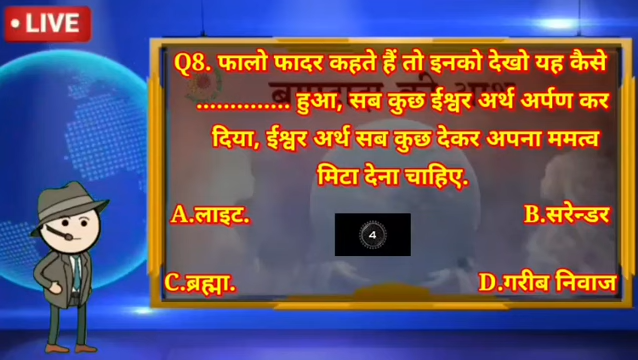 • LIVE
Q8. फालो फादर कहते हैं तो इनको देखो यह कैसे
.............. हुआ, सब कुछ ईश्वर अर्थ अर्पण कर
दिया, ईश्वर अर्थ सब कुछ देकर अपना ममत्व
मिटा देना चाहिए.
A.लाइट.
B.सरेन्डर
4
C.ब्रह्मा.
D.गरीब निवाज